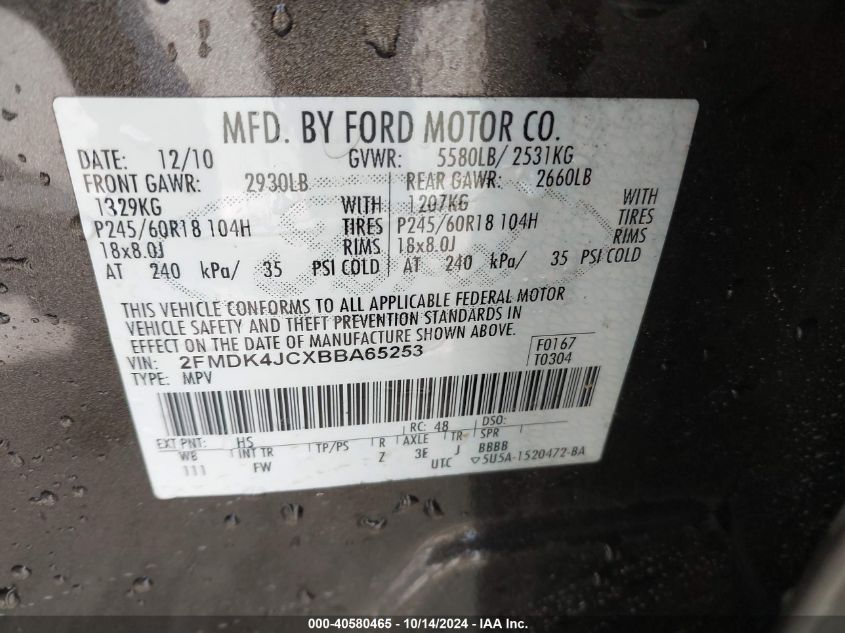 MFD. BY FORD MOTOR CO.
DATE: 12/10 GVWR: 5580LB/ 2531KG
FRONT GAWR: 2930LB REAR GAWR: 2660LB
1329KG WITH 1207KG WITH
P245/60R18 104H TIRES P245/60R18 104H TIRES
18x8.0J RIMS 18x8.0J RIMS
AT 240 kPa/ 35 PSI COLD AT 240 kPa/ 35 PSI COLD
THIS VEHICLE CONFORMS TO ALL APPLICABLE FEDERAL MOTOR
VEHICLE SAFETY AND THEFT PREVENTION STANDARDS IN
EFFECT ON THE DATE OF MANUFACTURE SHOWN ABOVE.
VIN: 2FMDK4JCXBBA65253 F0167
TYPE: MPV T0304
EXT PNT: HS RC: 48 DSO:
WB INT TR TP/PS R AXLE TR SPR
111 FW Z 3E J BBBB
UTC ▽5U5A-1520472-BA
000-40580465 - 10/14/2024 - IAA Inc.